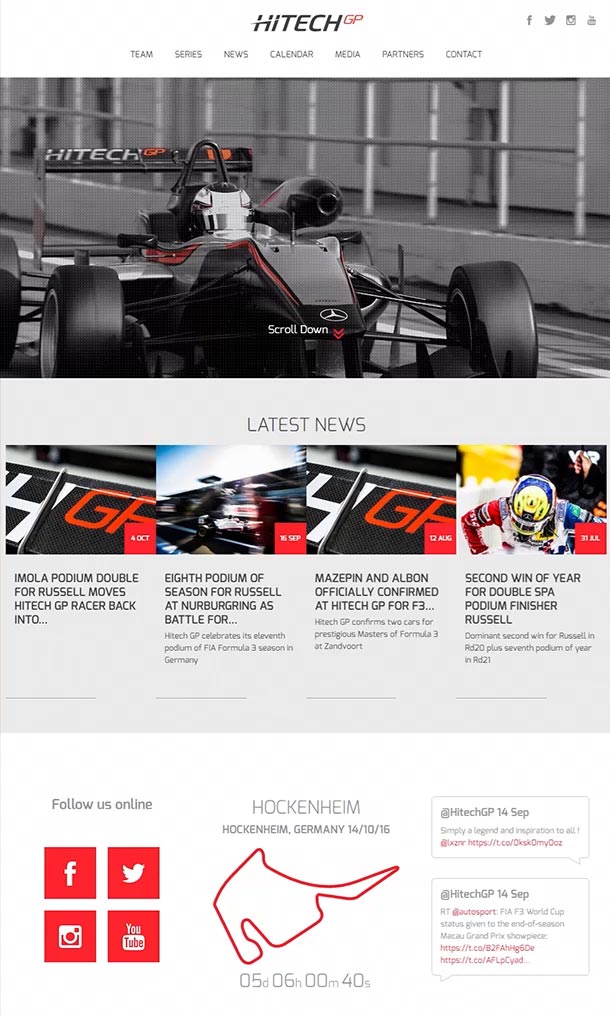 HITECH GP
TEAM SERIES NEWS CALENDAR MEDIA PARTNERS CONTACT
HITECH GP
HITECH
Scroll Down
LATEST NEWS
GP
4 OCT
16 SEP
GP
12 AUG
31 JUL
IMOLA PODIUM DOUBLE
FOR RUSSELL MOVES
HITECH GP RACER BACK
INTO...
EIGHTH PODIUM OF
SEASON FOR RUSSELL
AT NURBURGRING AS
BATTLE FOR...
Hitech GP celebrates its eleventh
podium of FIA Formula 3 season in
Germany
MAZEPIN AND ALBON
OFFICIALLY CONFIRMED
AT HITECH GP FOR F3...
Hitech GP confirms two cars for
prestigious Masters of Formula 3
at Zandvoort
SECOND WIN OF YEAR
FOR DOUBLE SPA
PODIUM FINISHER
RUSSELL
Dominant second win for Russell in
Rd20 plus seventh podium of year
in Rd21
Follow us online
You
Tube
HOCKENHEIM
HOCKENHEIM, GERMANY 14/10/16
05d 06h 00m 40s
@HitechGP 14 Sep
Simply a legend and inspiration to all !
@HitechGP 14 Sep
RT @autosport: FIA F3 World Cup
status given to the end-of-season
Macau Grand Prix showpiece:
https://t.co/B2FAhHg6De
https://t.co/AFLpCyad...